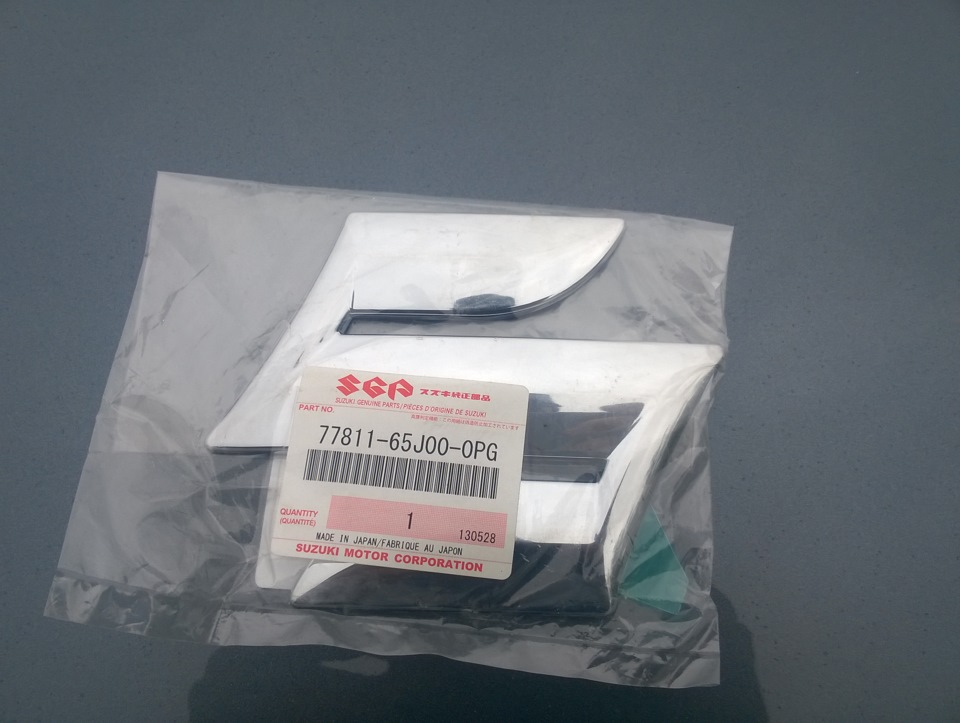 SGP スズキ純正部品
SUZUKI GENUINE PARTS/PIÈCES D'ORIGINE DE SUZUKI
PART NO.
77811-65J00-0PG
QUANTITY
(QUANTITÉ)
1
130528
MADE IN JAPAN/FABRIQUE AU JAPON
SUZUKI MOTOR CORPORATION